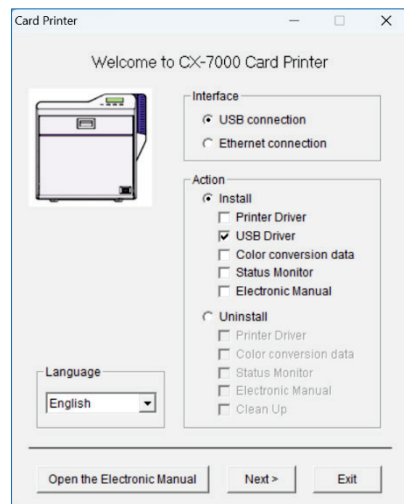 Card Printer
Welcome to CX-7000 Card Printer
Interface
USB connection
Ethernet connection
Action
Install
Printer Driver
USB Driver
Color conversion data
Status Monitor
Electronic Manual
Uninstall
Printer Driver
Color conversion data
Status Monitor
Electronic Manual
Clean Up
Language
English
Open the Electronic Manual
Next >
Exit